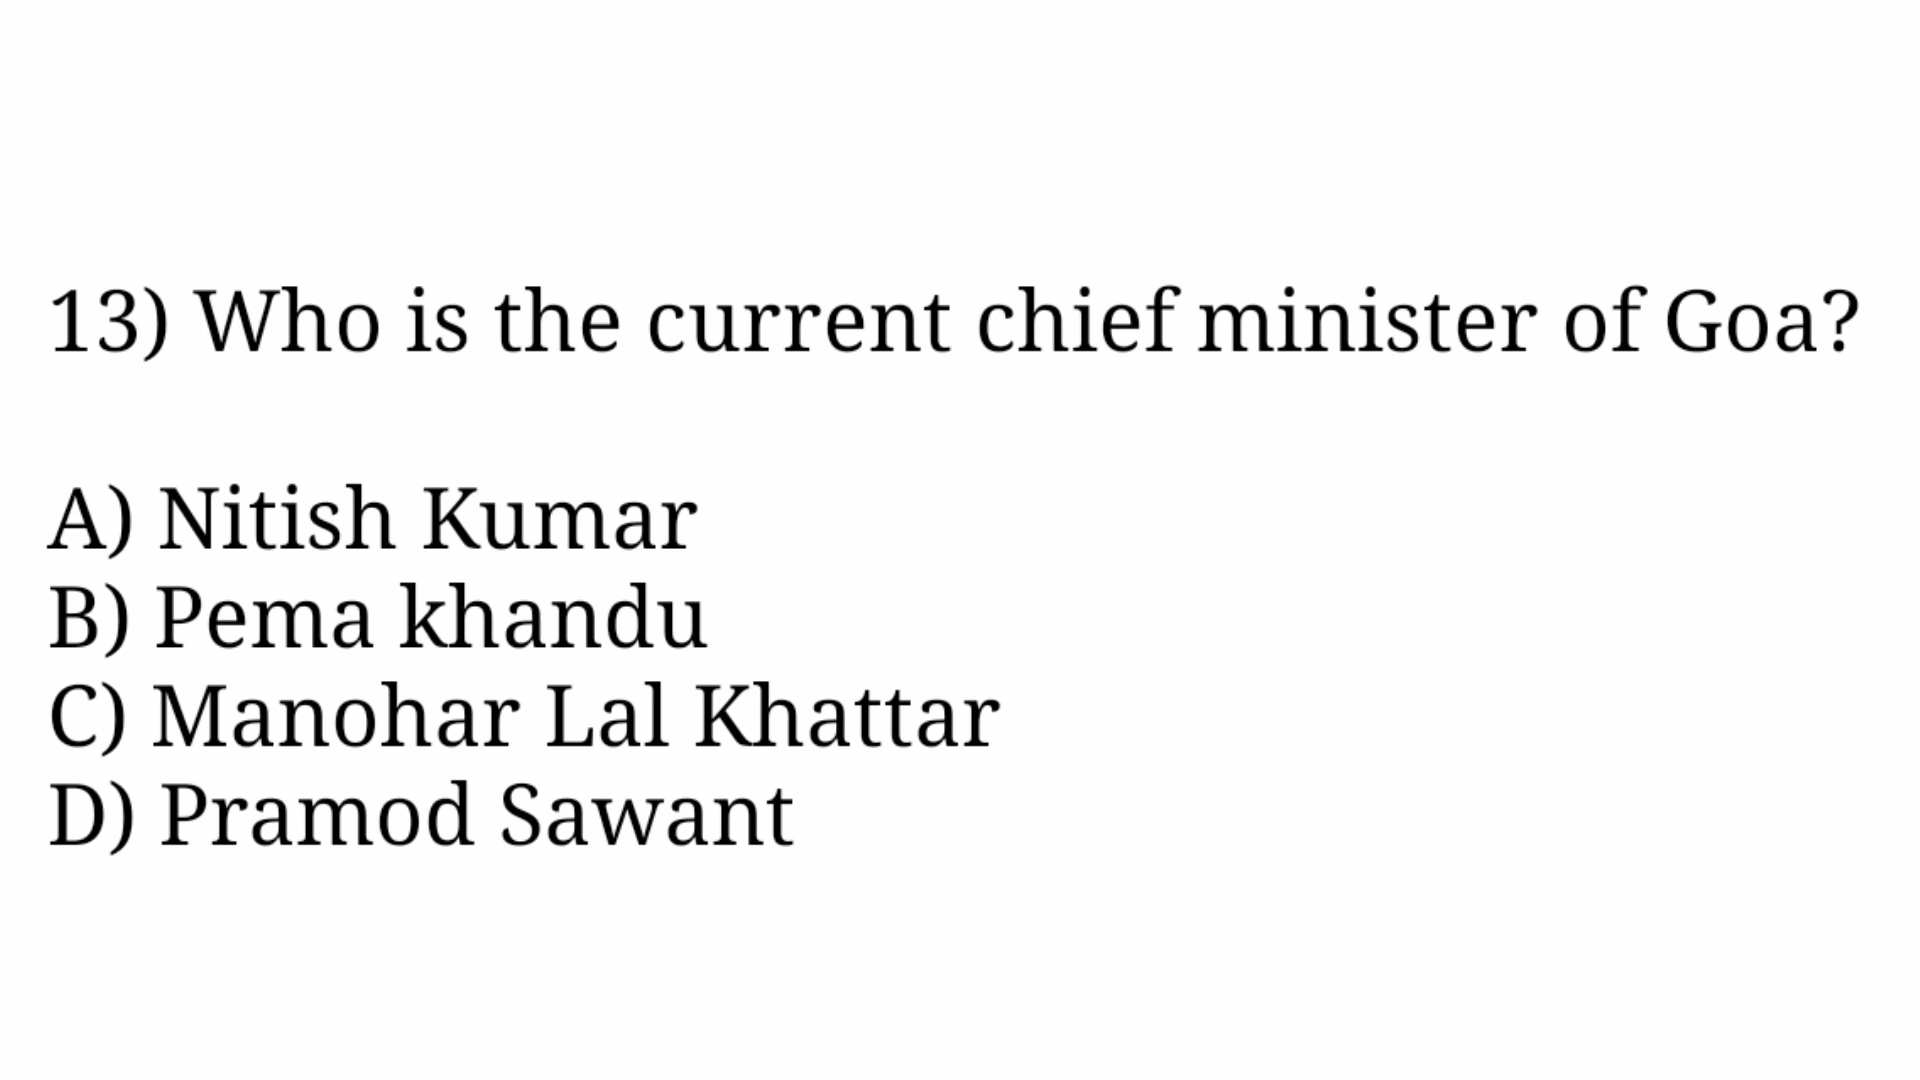 13) Who is the current chief minister of Goa?
A) Nitish Kumar
B) Pema khandu
C) Manohar Lal Khattar
D) Pramod Sawant